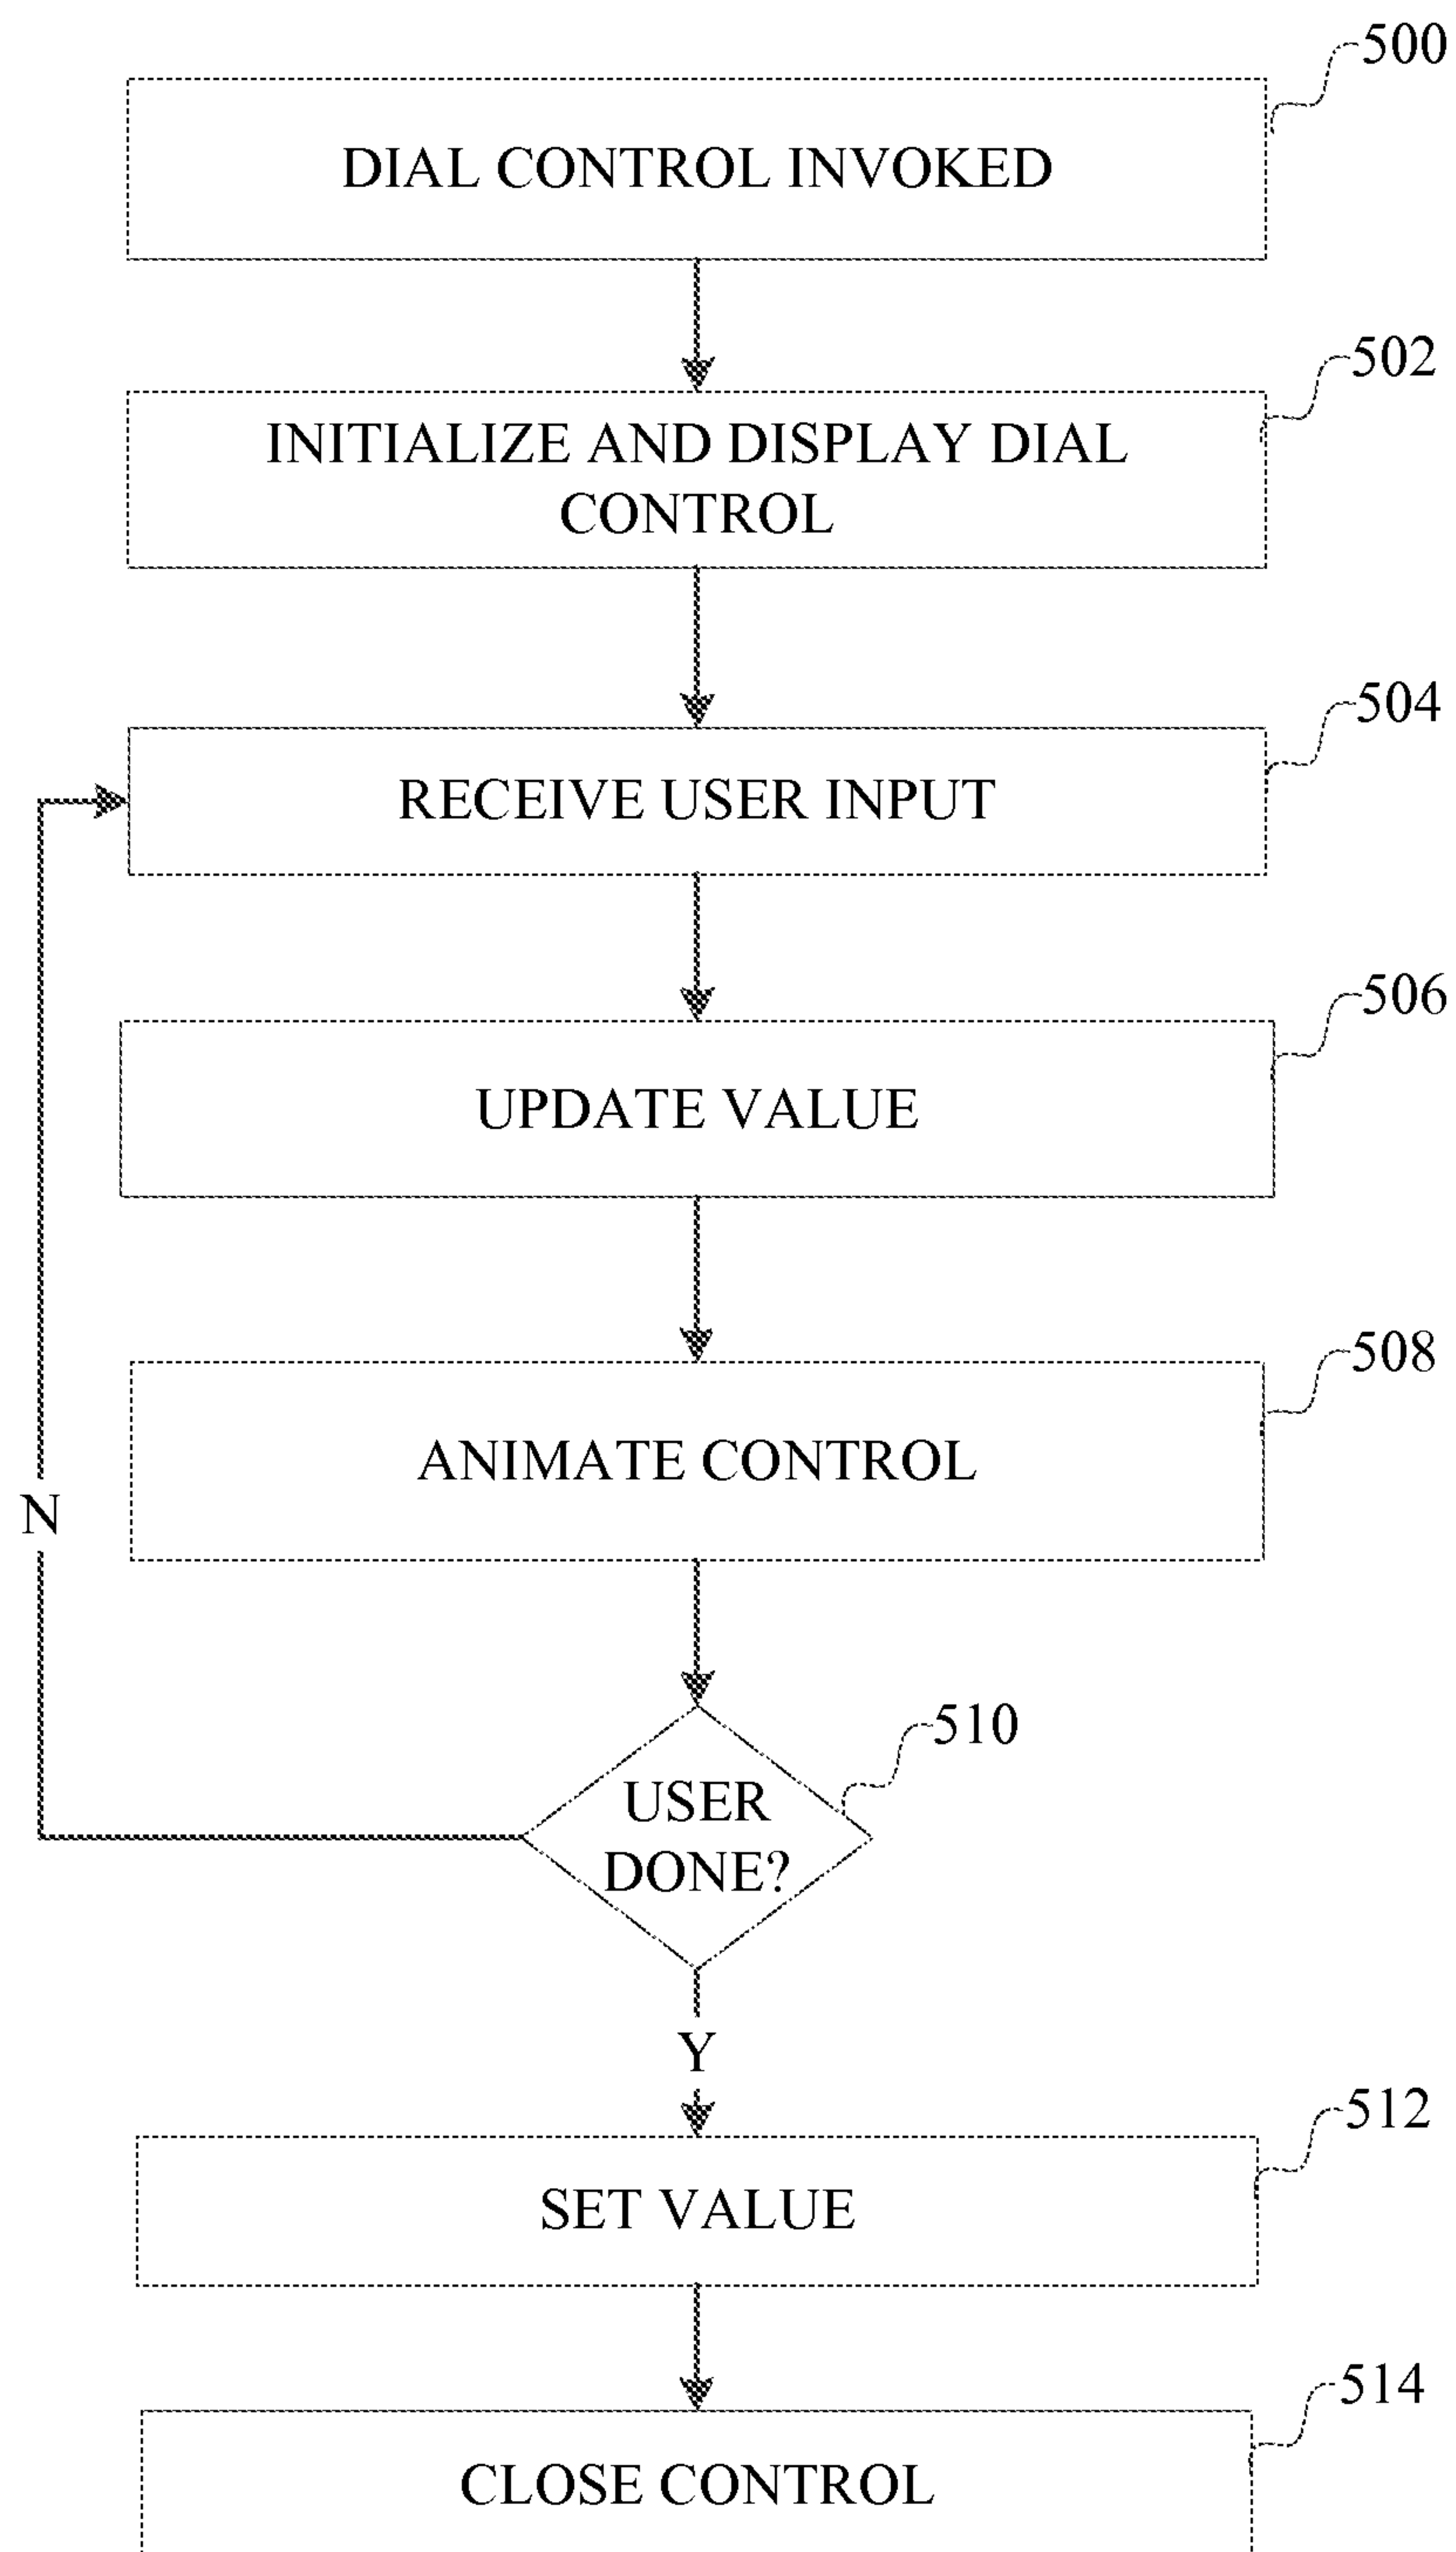 500
DIAL CONTROL INVOKED
502
INITIALIZE AND DISPLAY DIAL
CONTROL
504
RECEIVE USER INPUT
506
UPDATE VALUE
508
ANIMATE CONTROL
N
510
USER
DONE?
Y
512
SET VALUE
514
CLOSE CONTROL